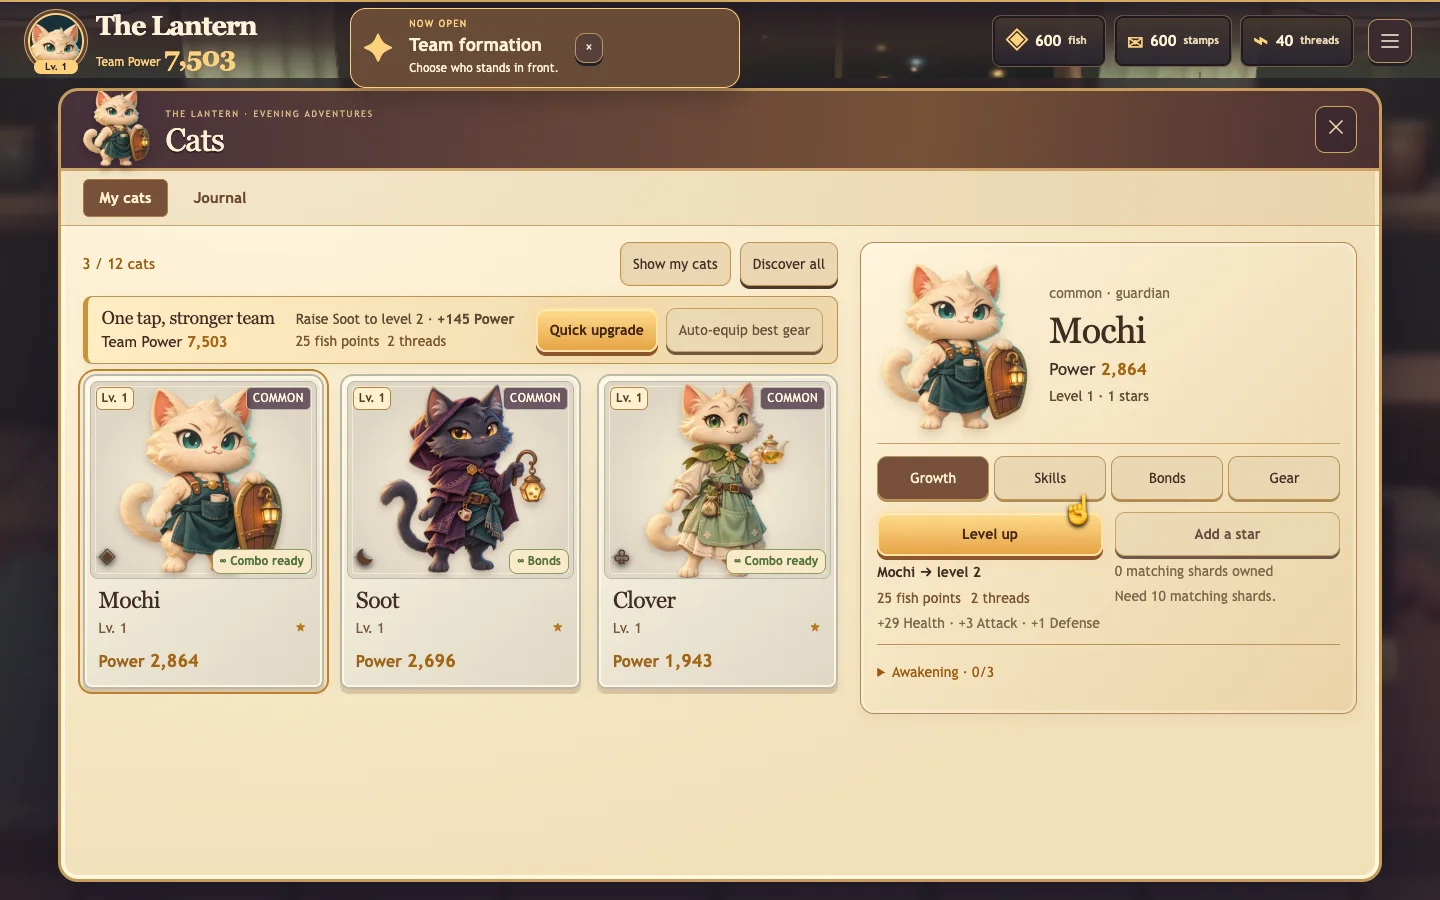 The Lantern
Team Power 7,503
Lv. 1
NOW OPEN
Team formation
Choose who stands in front.
×
600 fish
600 stamps
40 threads
THE LANTERN · EVENING ADVENTURES
Cats
My cats
Journal
3 / 12 cats
Show my cats
Discover all
One tap, stronger team
Team Power 7,503
Raise Soot to level 2 · +145 Power
25 fish points 2 threads
Quick upgrade
Auto-equip best gear
Lv. 1
COMMON
∞ Combo ready
Mochi
Lv. 1
Power 2,864
Lv. 1
COMMON
∞ Bonds
Soot
Lv. 1
Power 2,696
Lv. 1
COMMON
∞ Combo ready
Clover
Lv. 1
Power 1,943
common · guardian
Mochi
Power 2,864
Level 1 · 1 stars
Growth
Skills
Bonds
Gear
Level up
Add a star
Mochi → level 2
25 fish points 2 threads
+29 Health · +3 Attack · +1 Defense
0 matching shards owned
Need 10 matching shards.
Awakening · 0/3